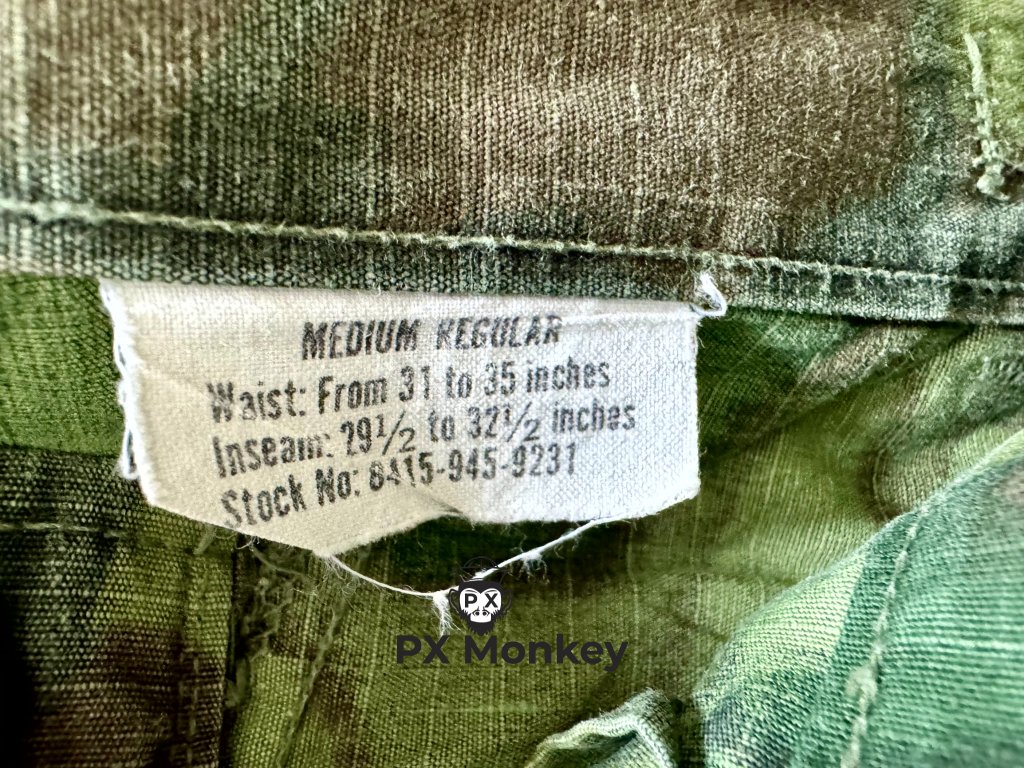 MEDIUM REGULAR
Waist: From 31 to 35 inches
Inseam: 29½ to 32½ inches
Stock No: 8415-945-9231
PX
PX Monkey